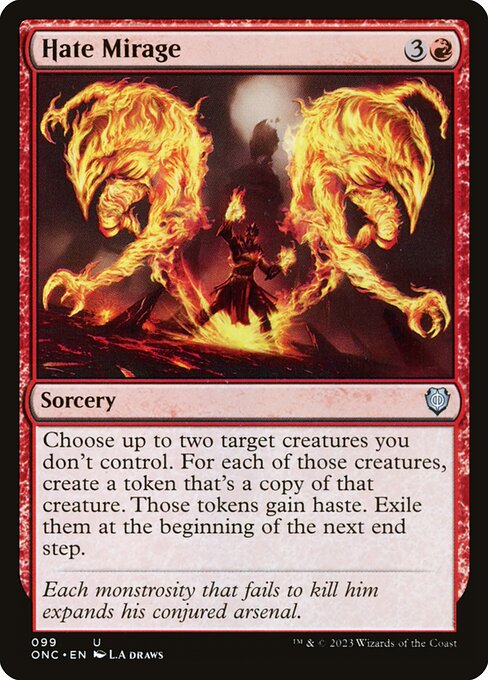 Hate Mirage 3
Sorcery
Choose up to two target creatures you
don't control. For each of those creatures,
create a token that's a copy of that
creature. Those tokens gain haste. Exile
them at the beginning of the next end
step.
Each monstrosity that fails to kill him
expands his conjured arsenal.
099 U
ONC • EN L.A DRAWS ™ & © 2023 Wizards of the Coast